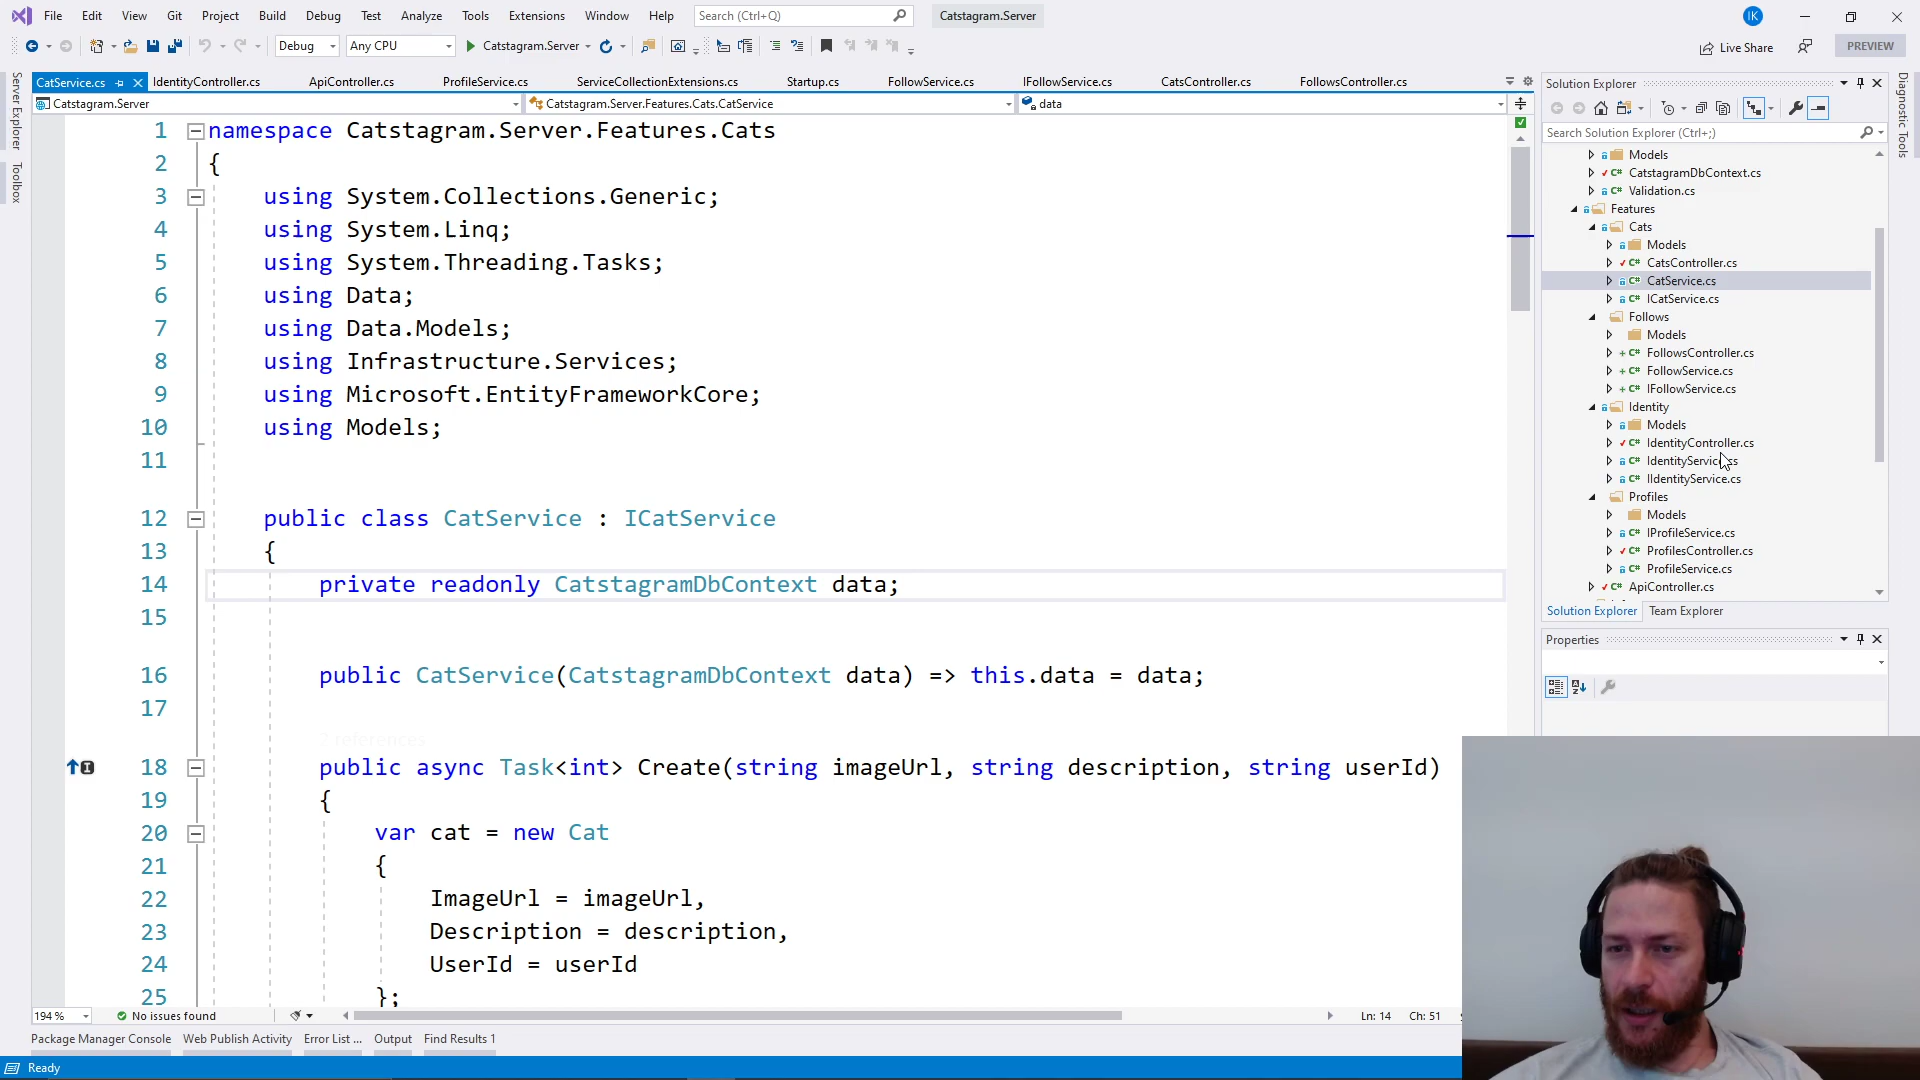 File Edit View Git Project Build Debug Test Analyze Tools Extensions Window Help Search (Ctrl+Q) Catstagram.Server IK
Debug Any CPU Catstagram.Server Live Share PREVIEW
CatService.cs IdentityController.cs ApiController.cs ProfileService.cs ServiceCollectionExtensions.cs Startup.cs FollowService.cs IFollowService.cs CatsController.cs FollowsController.cs
Catstagram.Server Catstagram.Server.Features.Cats.CatService data
Server Explorer
Toolbox
1 namespace Catstagram.Server.Features.Cats
2 {
3 using System.Collections.Generic;
4 using System.Linq;
5 using System.Threading.Tasks;
6 using Data;
7 using Data.Models;
8 using Infrastructure.Services;
9 using Microsoft.EntityFrameworkCore;
10 using Models;
11
12 public class CatService : ICatService
13 {
14 private readonly CatstagramDbContext data;
15
16 public CatService(CatstagramDbContext data) => this.data = data;
17
2 references
18 public async Task<int> Create(string imageUrl, string description, string userId)
19 {
20 var cat = new Cat
21 {
22 ImageUrl = imageUrl,
23 Description = description,
24 UserId = userId
25 };
194 % No issues found Ln: 14 Ch: 51
Package Manager Console Web Publish Activity Error List ... Output Find Results 1
Ready
Solution Explorer
Search Solution Explorer (Ctrl+;)
Models
C# CatstagramDbContext.cs
C# Validation.cs
Features
Cats
Models
C# CatsController.cs
C# CatService.cs
C# ICatService.cs
Follows
Models
C# FollowsController.cs
C# FollowService.cs
C# IFollowService.cs
Identity
Models
C# IdentityController.cs
C# IdentityService.cs
C# IIdentityService.cs
Profiles
Models
C# IProfileService.cs
C# ProfilesController.cs
C# ProfileService.cs
C# ApiController.cs
Solution Explorer Team Explorer
Properties
Diagnostic Tools